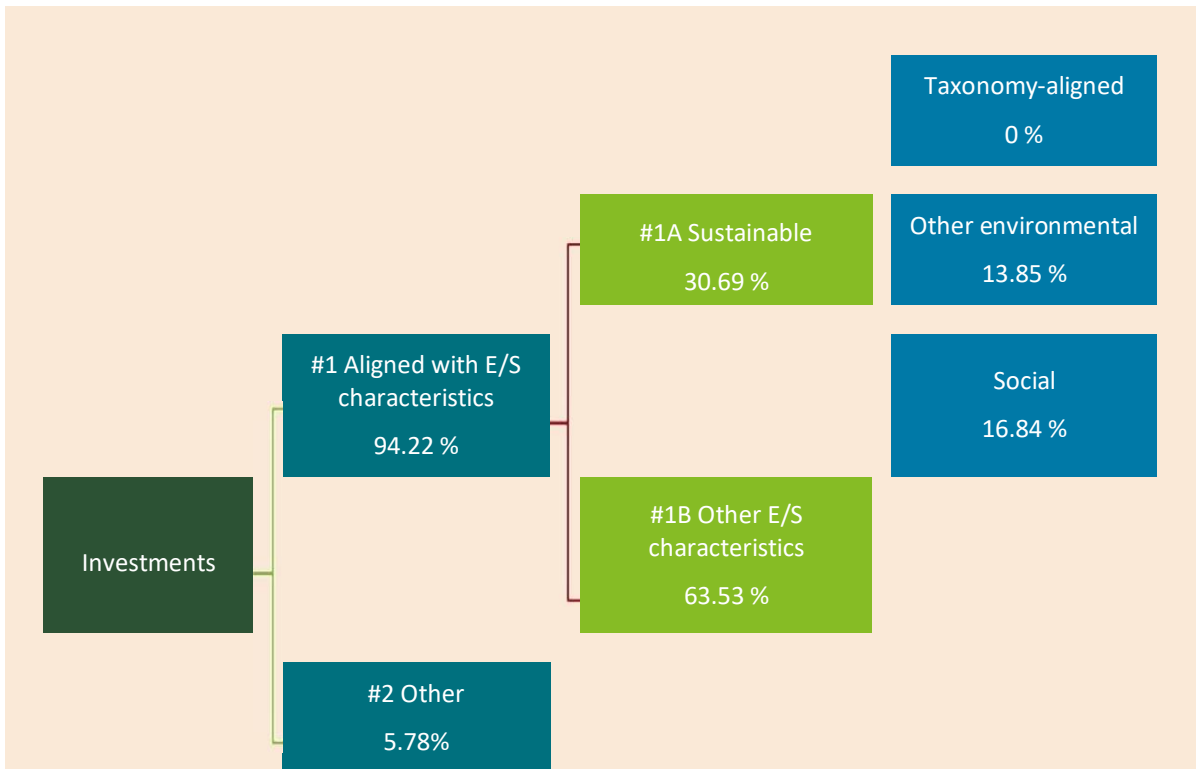 Taxonomy-aligned
0 %
#1A Sustainable
30.69 %
Other environmental
13.85 %
#1 Aligned with E/S
characteristics
94.22 %
Social
16.84 %
Investments
#1B Other E/S
characteristics
63.53 %
#2 Other
5.78%